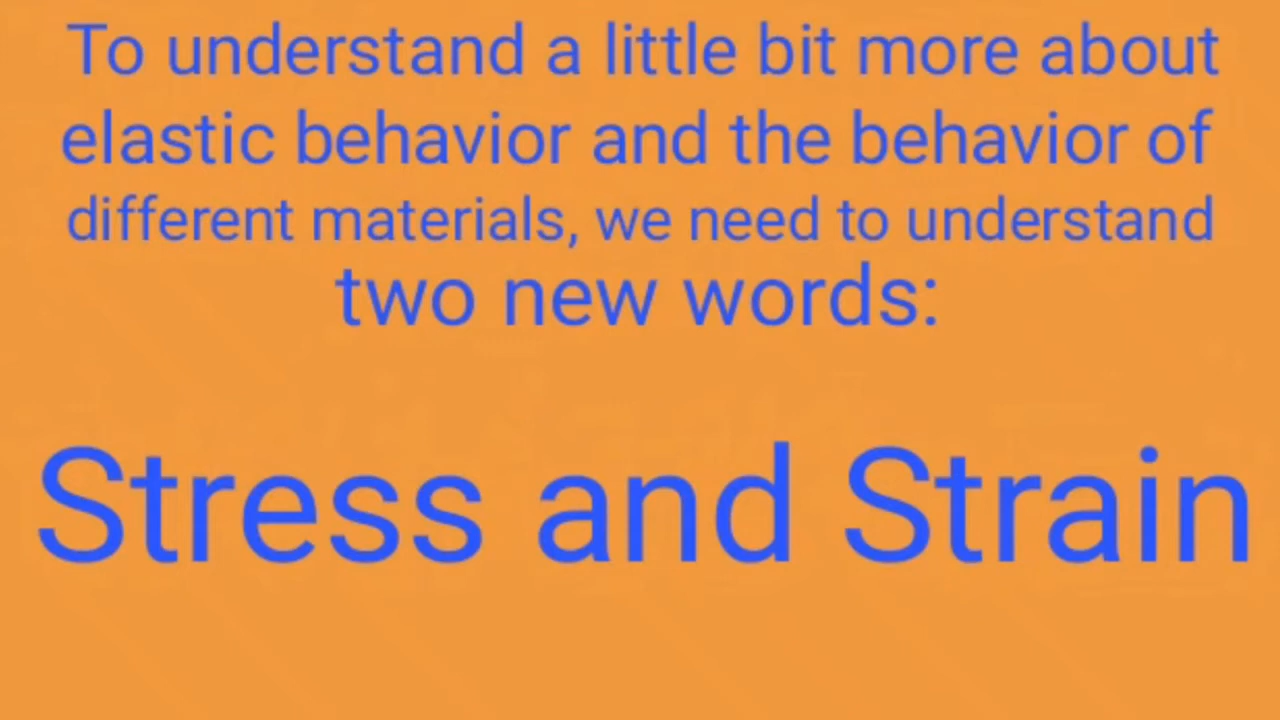 To understand a little bit more about
elastic behavior and the behavior of
different materials, we need to understand
two new words:
Stress and Strain